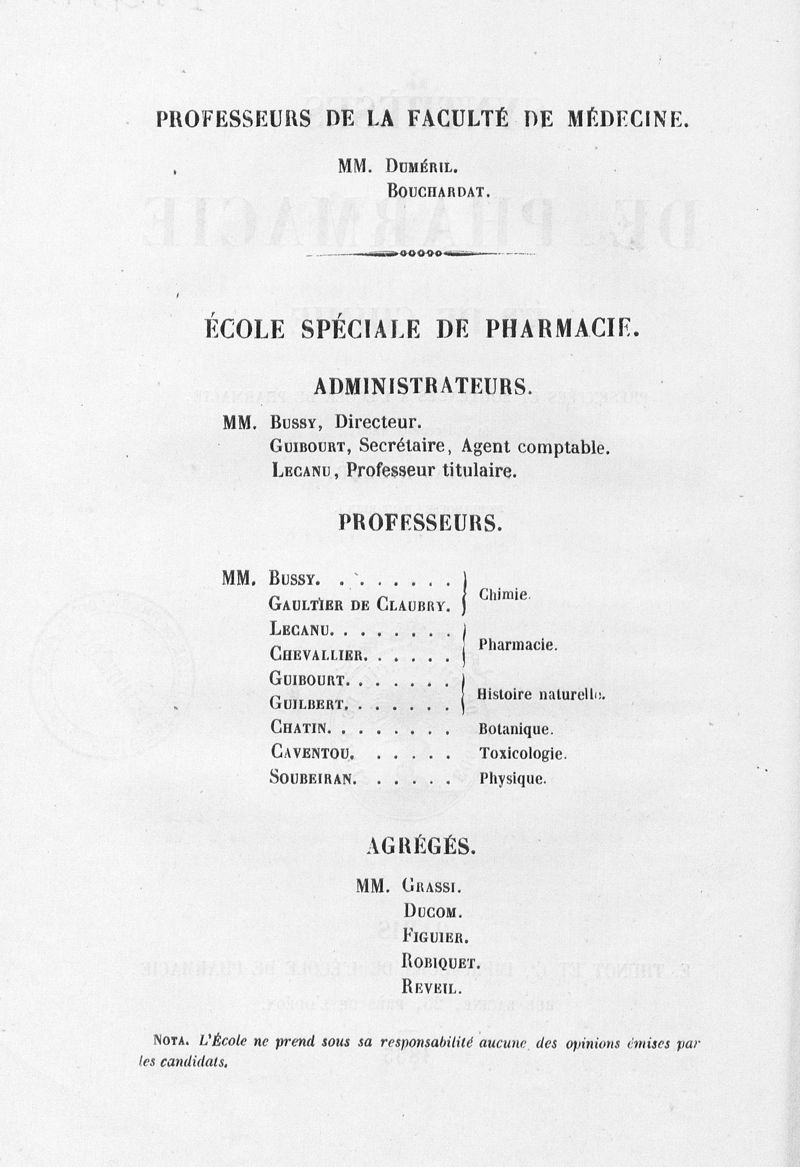 PROFESSEURS DE LA FACULTÉ DE MÉDECINE.
MM. DUMÉRIL.
BOUCHARDAT.
ÉCOLE SPÉCIALE DE PHARMACIE.
ADMINISTRATEURS.
MM. BUSSY, Directeur.
GUIBOURT, Secrétaire, Agent comptable.
LECANU, Professeur titulaire.
PROFESSEURS.
MM. BUSSY. . . . . . . . }
GAULTIER DE CLAUBRY. } Chimie.
LECANU. . . . . . . . }
CHEVALLIER. . . . . . } Pharmacie.
GUIBOURT. . . . . . . }
GUILBERT. . . . . . . } Histoire naturelle.
CHATIN. . . . . . . . Botanique.
CAVENTOU. . . . . . Toxicologie.
SOUBEIRAN. . . . . . Physique.
AGRÉGÉS.
MM. GRASSI.
DUCOM.
FIGUIER.
ROBIQUET.
REVEIL.
NOTA. L'École ne prend sous sa responsabilité aucune des opinions émises par
les candidats.